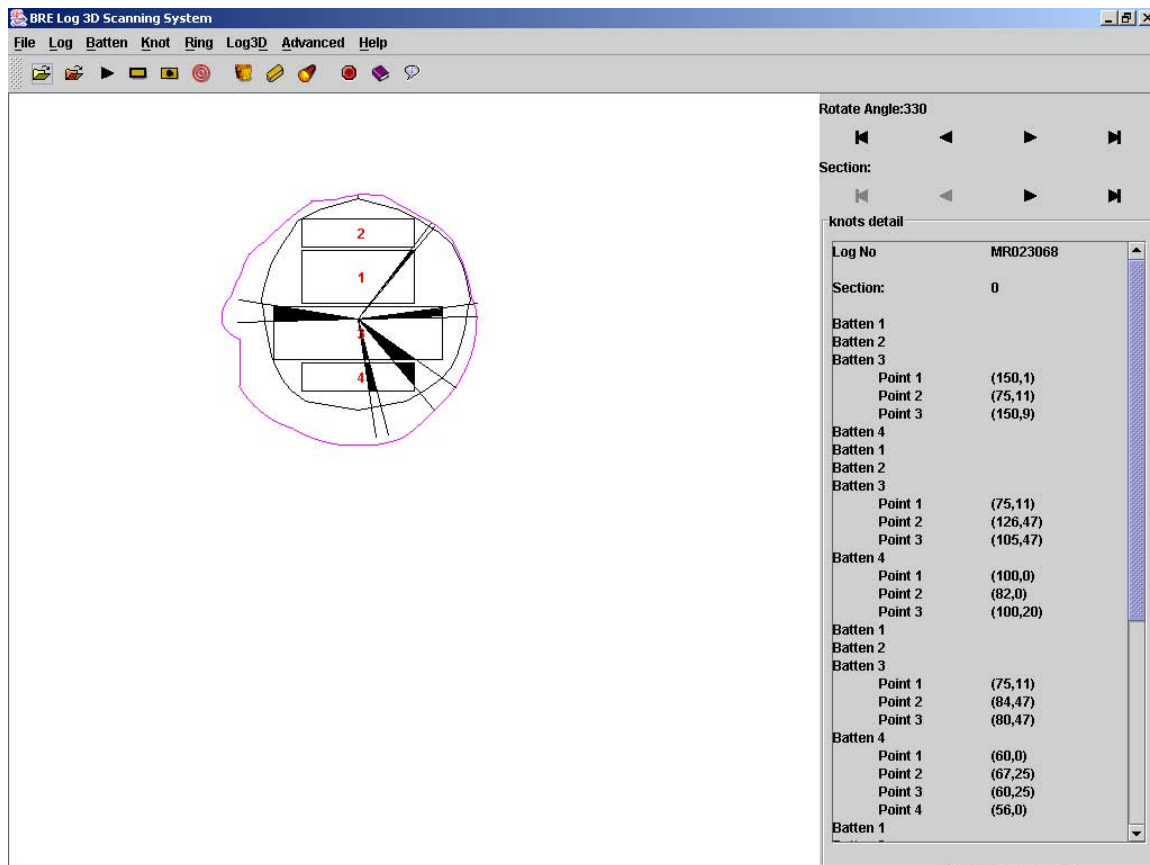 BRE Log 3D Scanning System
File Log Batten Knot Ring Log3D Advanced Help
Rotate Angle:330
Section:
2
1
3
4
knots detail
Log No MR023068
Section: 0
Batten 1
Batten 2
Batten 3
Point 1 (150,1)
Point 2 (75,11)
Point 3 (150,9)
Batten 4
Batten 1
Batten 2
Batten 3
Point 1 (75,11)
Point 2 (126,47)
Point 3 (105,47)
Batten 4
Point 1 (100,0)
Point 2 (82,0)
Point 3 (100,20)
Batten 1
Batten 2
Batten 3
Point 1 (75,11)
Point 2 (84,47)
Point 3 (80,47)
Batten 4
Point 1 (60,0)
Point 2 (67,25)
Point 3 (60,25)
Point 4 (56,0)
Batten 1